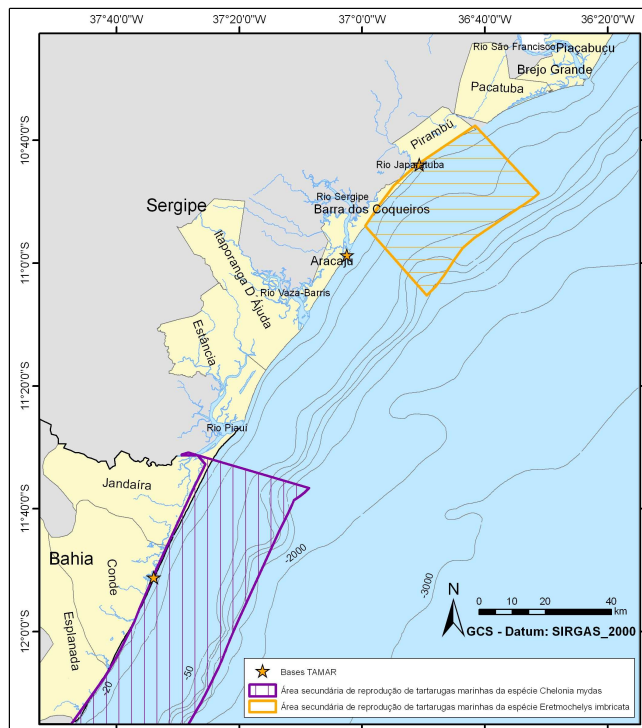 37°40'0"W 37°20'0"W 37°0'0"W 36°40'0"W 36°20'0"W
Rio São Francisco
Piaçabuçu
Brejo Grande
Pacatuba
10°40'0"S
Pirambú
Rio Japaratuba
Rio Sergipe
Sergipe
Barra dos Coqueiros
Itaporanga D Ájuda
Aracaju
11°0'0"S
Rio Vaza-Barris
Estância
11°20'0"S
Rio Piauí
Jandaíra
11°40'0"S
-2000
Bahia
Conde
-3000
N
0 10 20 40
km
Esplanada
12°0'0"S
GCS - Datum: SIRGAS_2000
-50
-20
Bases TAMAR
Área secundária de reprodução de tartarugas marinhas da espécie Chelonia mydas
Área secundária de reprodução de tartarugas marinhas da espécie Eretmochelys imbricata